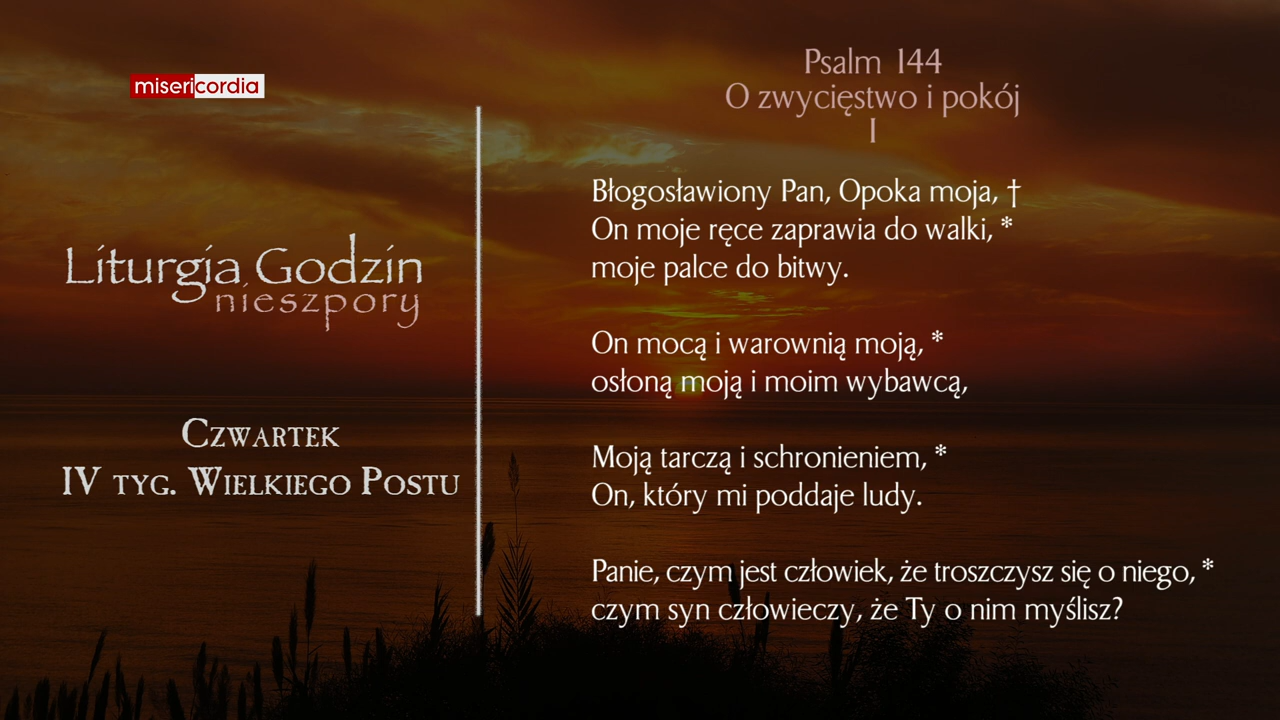 misericordia
Liturgia Godzin
nieszpory
Czwartek
IV tyg. Wielkiego Postu
Psalm 144
O zwycięstwo i pokój
I
Błogosławiony Pan, Opoka moja, †
On moje ręce zaprawia do walki, *
moje palce do bitwy.
On mocą i warownią moją, *
osłoną moją i moim wybawcą,
Moją tarczą i schronieniem, *
On, który mi poddaje ludy.
Panie, czym jest człowiek, że troszczysz się o niego, *
czym syn człowieczy, że Ty o nim myślisz?